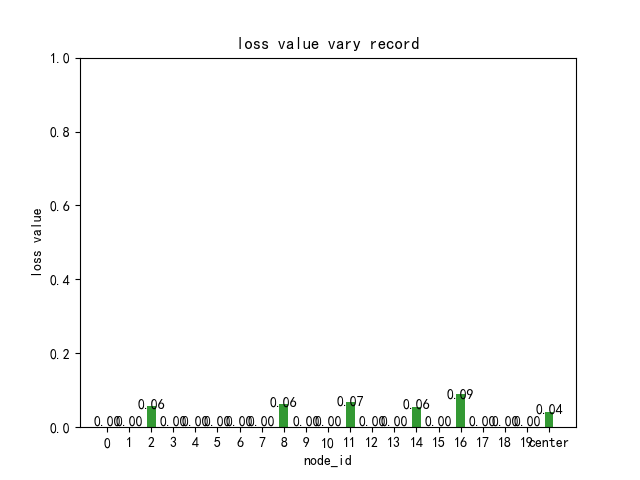 loss value vary record
1.0
0.8
0.6
0.4
0.2
0.0
loss value
0.00 0.00 0.06 0.00 0.00 0.00 0.00 0.00 0.06 0.00 0.00 0.07 0.00 0.00 0.06 0.00 0.09 0.00 0.00 0.00 0.04
0 1 2 3 4 5 6 7 8 9 10 11 12 13 14 15 16 17 18 19 center
node_id